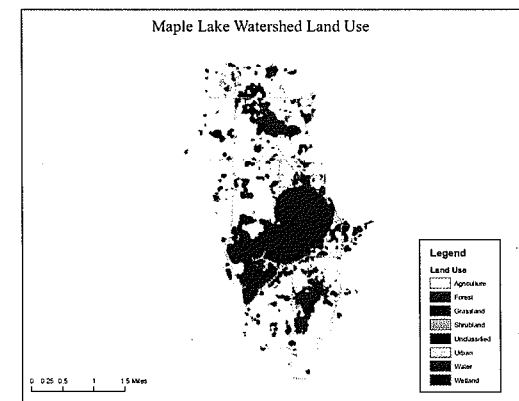 Maple Lake Watershed Land Use
Legend
Land Use
Agriculture
Forest
Grassland
Shrubland
Unclassified
Urban
Water
Wetland
0 0.25 0.5 1 1.5 Miles